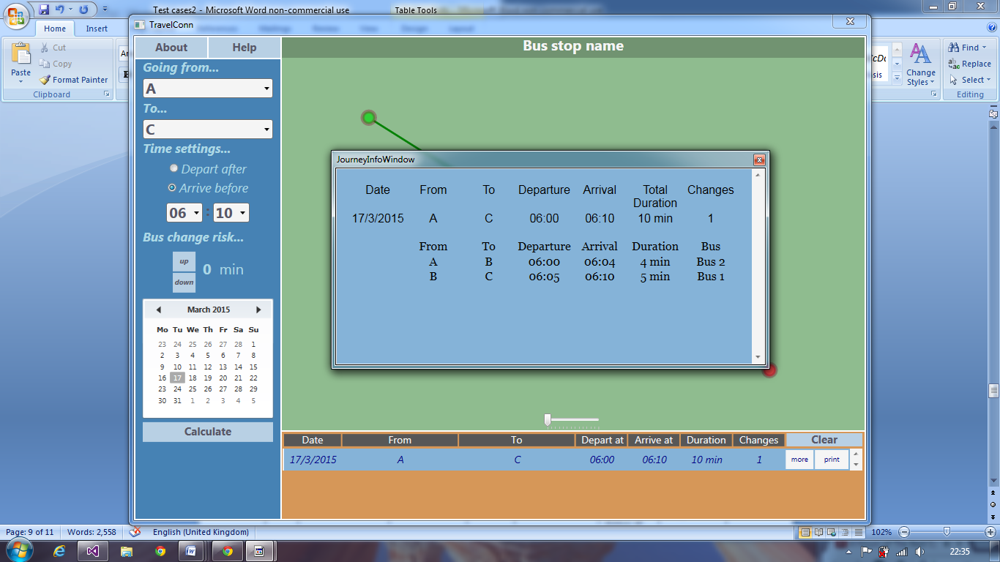 Test cases2 - Microsoft Word non-commercial use
Table Tools
Home
Insert
Cut
Copy
Format Painter
Paste
Clipboard
Change Styles
Find
Replace
Select
Editing
TravelConn
About
Help
Going from...
A
To...
C
Time settings...
Depart after
Arrive before
06 : 10
Bus change risk...
up
down
0 min
March 2015
Mo Tu We Th Fr Sa Su
23 24 25 26 27 28 1
2 3 4 5 6 7 8
9 10 11 12 13 14 15
16 17 18 19 20 21 22
23 24 25 26 27 28 29
30 31 1 2 3 4 5
Calculate
Bus stop name
JourneyInfoWindow
Date From To Departure Arrival Total Duration Changes
17/3/2015 A C 06:00 06:10 10 min 1
From To Departure Arrival Duration Bus
A B 06:00 06:04 4 min Bus 2
B C 06:05 06:10 5 min Bus 1
Date From To Depart at Arrive at Duration Changes Clear
17/3/2015 A C 06:00 06:10 10 min 1 more print
Page: 9 of 11
Words: 2,558
English (United Kingdom)
102%
22:35